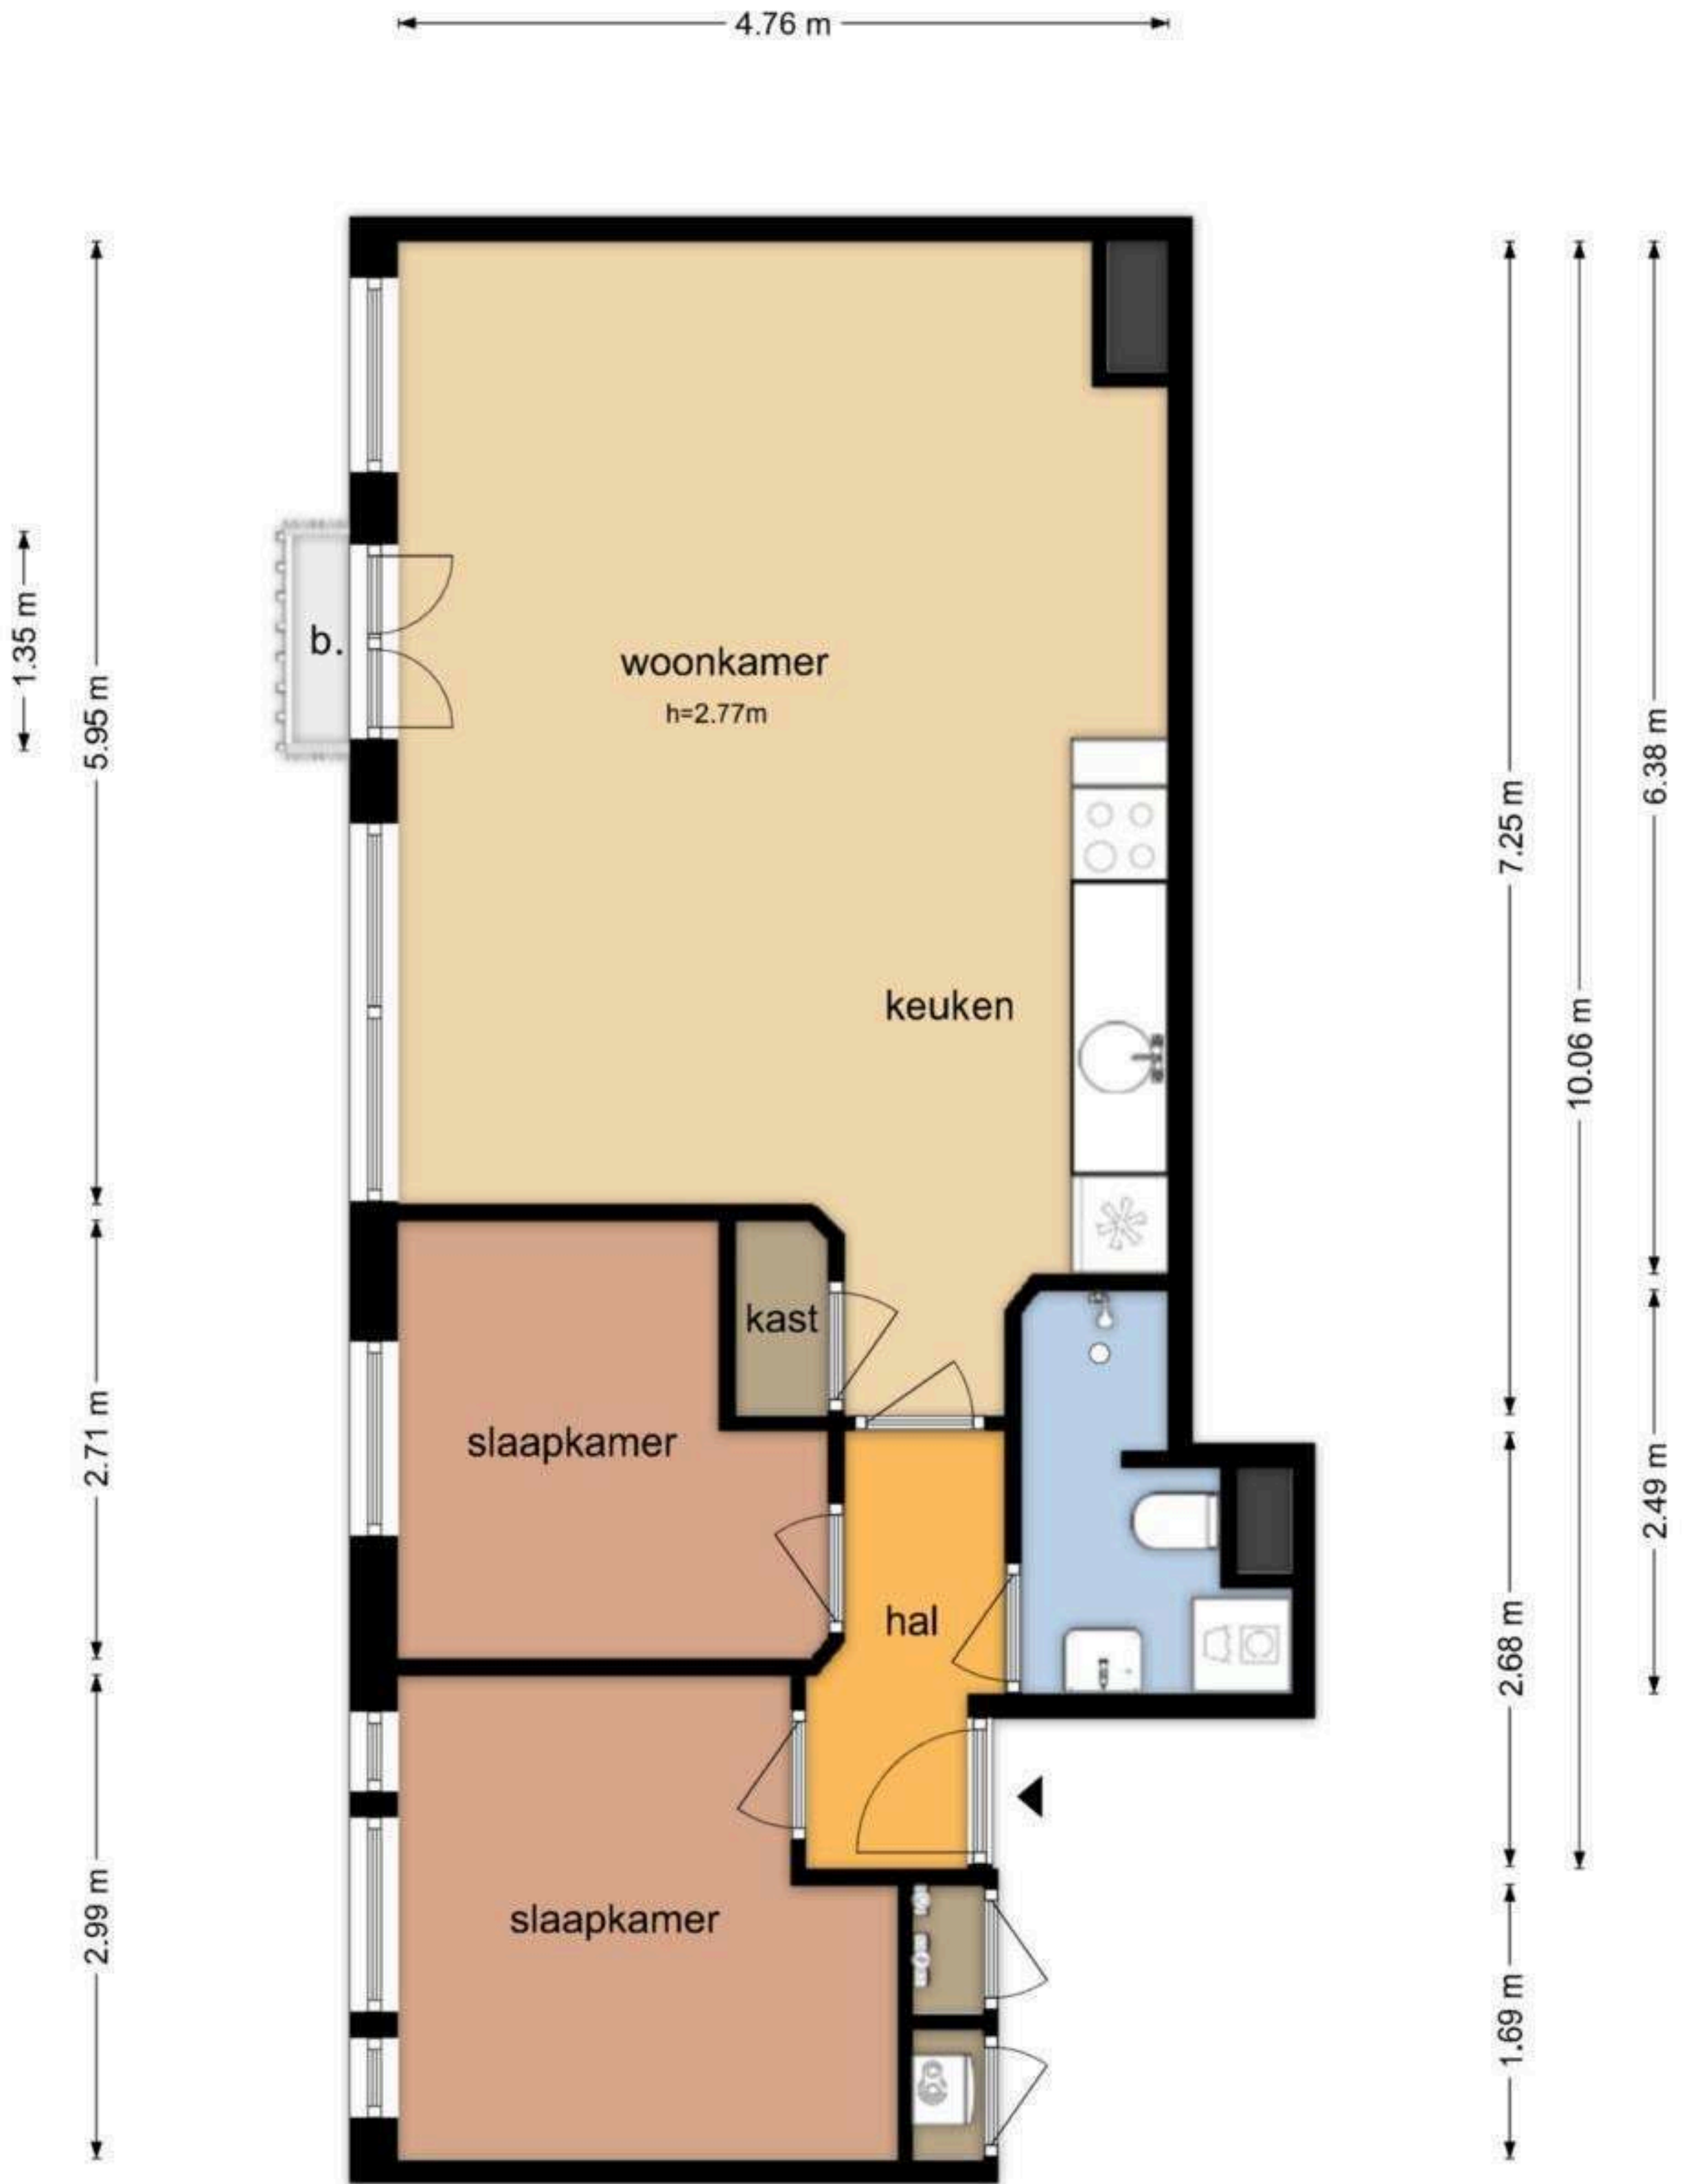 4.76 m
1.35 m
5.95 m
b.
woonkamer
h=2.77m
keuken
7.25 m
10.06 m
6.38 m
kast
slaapkamer
2.71 m
hal
2.68 m
2.49 m
slaapkamer
2.99 m
1.69 m